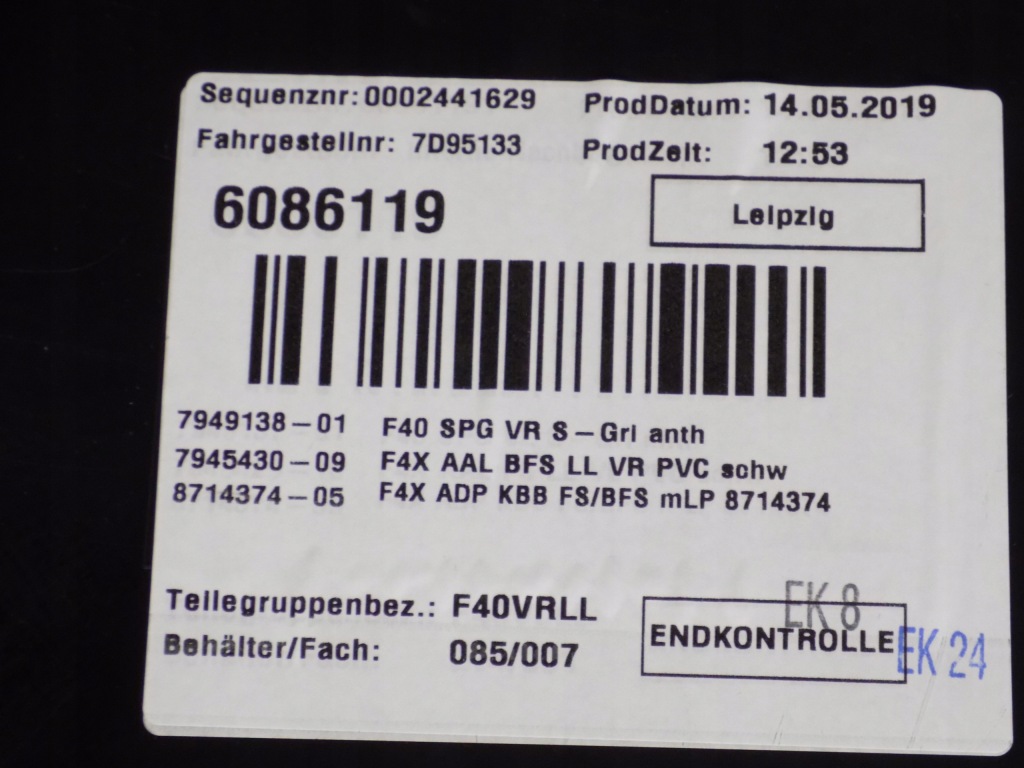 Sequenznr: 0002441629 ProdDatum: 14.05.2019
Fahrgestellnr: 7D95133 ProdZeit: 12:53
6086119
Leipzig
7949138-01 F40 SPG VR S-Grl anth
7945430-09 F4X AAL BFS LL VR PVC schw
8714374-05 F4X ADP KBB FS/BFS mLP 8714374
Teilegruppenbez.: F40VRLL
Behälter/Fach: 085/007
EK 8
ENDKONTROLLE
EK 24